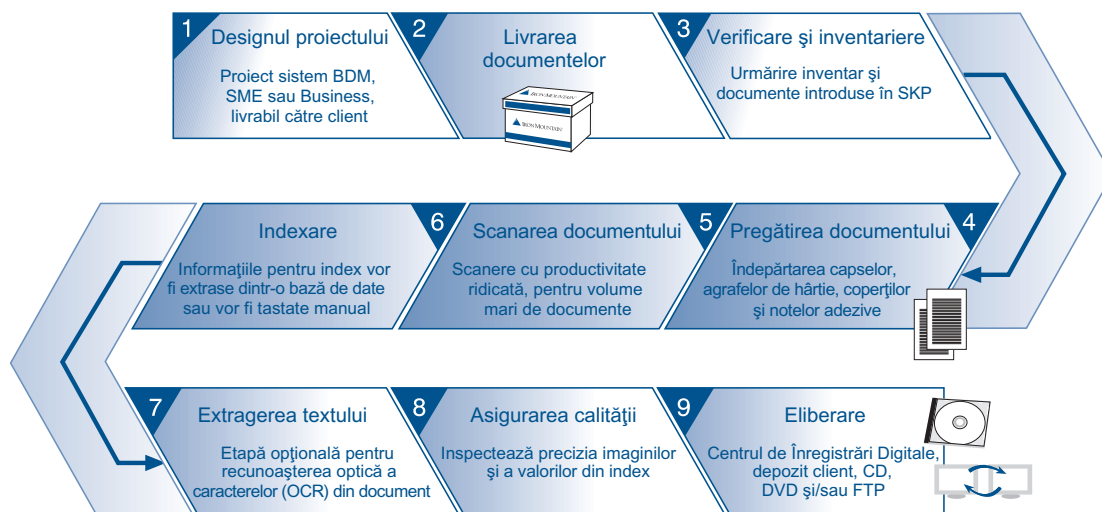 1
Designul proiectului
Proiect sistem BDM,
SME sau Business,
livrabil către client
2
Livrarea
documentelor
IRON MOUNTAIN
IRON MOUNTAIN
3
Verificare şi inventariere
Urmărire inventar şi
documente introduse în SKP
4
Pregătirea documentului
Îndepărtarea capselor,
agrafelor de hârtie, coperţilor
şi notelor adezive
5
Scanarea documentului
Scanere cu productivitate
ridicată, pentru volume
mari de documente
6
Indexare
Informaţiile pentru index vor
fi extrase dintr-o bază de date
sau vor fi tastate manual
7
Extragerea textului
Etapă opţională pentru
recunoaşterea optică a
caracterelor (OCR) din document
8
Asigurarea calităţii
Inspectează precizia imaginilor
şi a valorilor din index
9
Eliberare
Centrul de Înregistrări Digitale,
depozit client, CD,
DVD şi/sau FTP